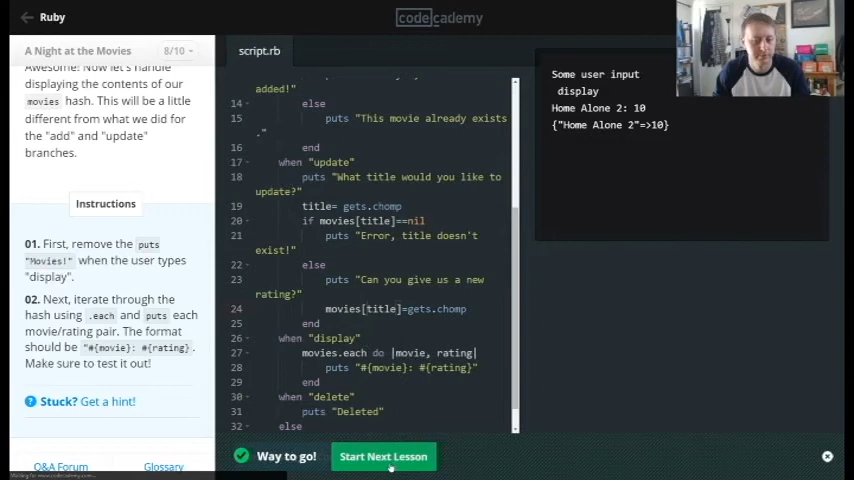 Ruby
codecademy
A Night at the Movies 8/10
script.rb
Awesome! Now let's handle
displaying the contents of our
movies hash. This will be a little
different from what we did for
the "add" and "update"
branches.
Instructions
01. First, remove the puts
"Movies!" when the user types
"display".
02. Next, iterate through the
hash using .each and puts each
movie/rating pair. The format
should be "#{movie}: #{rating}.
Make sure to test it out!
Stuck? Get a hint!
Q&A Forum Glossary
added!"
14 else
15 puts "This movie already exists
."
16 end
17 when "update"
18 puts "What title would you like to
update?"
19 title= gets.chomp
20 if movies[title]==nil
21 puts "Error, title doesn't
exist!"
22 else
23 puts "Can you give us a new
rating?"
24 movies[title]=gets.chomp
25 end
26 when "display"
27 movies.each do |movie, rating|
28 puts "#{movie}: #{rating}"
29 end
30 when "delete"
31 puts "Deleted"
32 else
Some user input
display
Home Alone 2: 10
{"Home Alone 2"=>10}
Way to go! Start Next Lesson